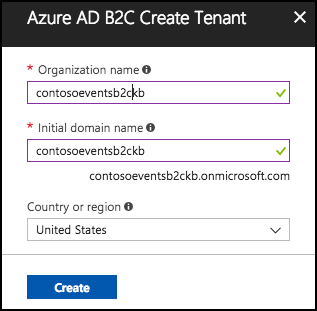 Azure AD B2C Create Tenant
* Organization name
contosoeventsb2ckb
* Initial domain name
contosoeventsb2ckb
contosoeventsb2ckb.onmicrosoft.com
Country or region
United States
Create